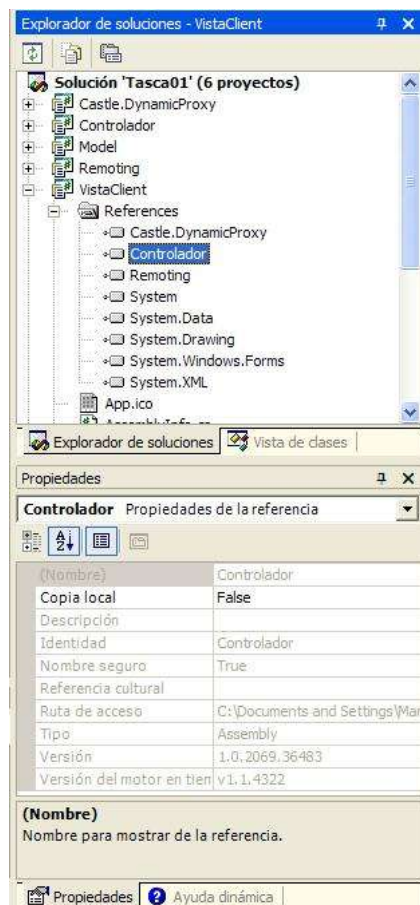 Explorador de soluciones - VistaClient
Solución 'Tasca01' (6 proyectos)
Castle.DynamicProxy
Controlador
Model
Remoting
VistaClient
References
Castle.DynamicProxy
Controlador
Remoting
System
System.Data
System.Drawing
System.Windows.Forms
System.XML
App.ico
Explorador de soluciones Vista de clases
Propiedades
Controlador Propiedades de la referencia
(Nombre) Controlador
Copia local False
Descripción
Identidad Controlador
Nombre seguro True
Referencia cultural
Ruta de acceso C:\Documents and Settings\Mar
Tipo Assembly
Versión 1.0.2069.36483
Versión del motor en tien v1.1.4322
(Nombre)
Nombre para mostrar de la referencia.
Propiedades Ayuda dinámica